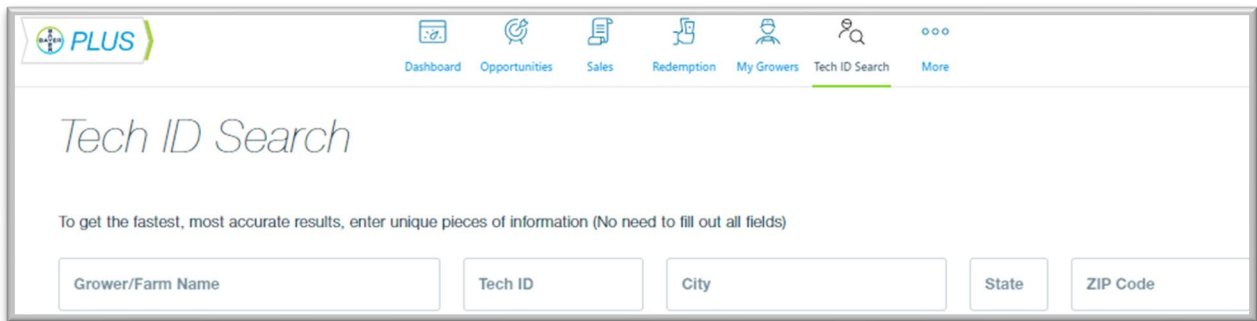 BAYER PLUS
BAYER
Dashboard Opportunities Sales Redemption My Growers Tech ID Search More
Tech ID Search
To get the fastest, most accurate results, enter unique pieces of information (No need to fill out all fields)
Grower/Farm Name Tech ID City State ZIP Code